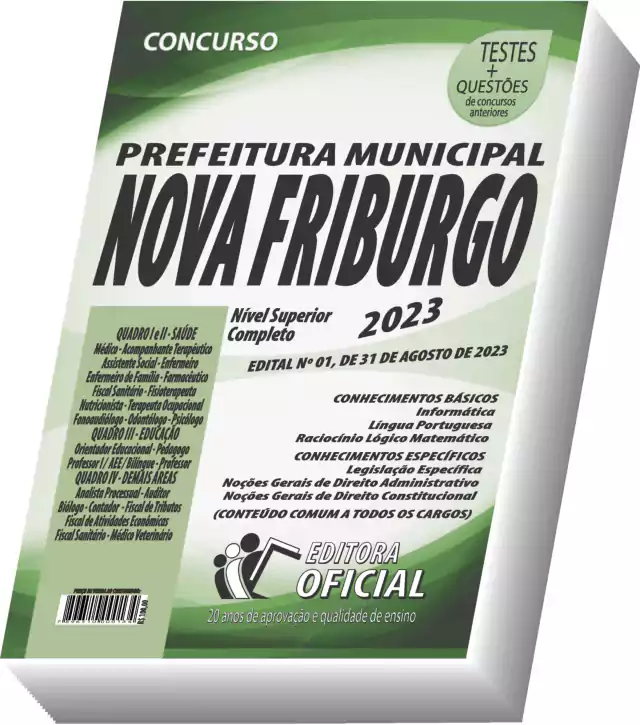 CONCURSO
TESTES
+
QUESTÕES
de concursos
anteriores
PREFEITURA MUNICIPAL
NOVA FRIBURGO
Nível Superior
Completo
2023
EDITAL Nº 01, DE 31 DE AGOSTO DE 2023
QUADRO I e II - SAÚDE
Médico - Acompanhante Terapêutico
Assistente Social - Enfermeiro
Enfermeiro de Família - Farmacêutico
Fiscal Sanitário - Fisioterapeuta
Nutricionista - Terapeuta Ocupacional
Fonoaudiólogo - Odontólogo - Psicólogo
QUADRO III - EDUCAÇÃO
Orientador Educacional - Pedagogo
Professor I / AEE / Bilíngue - Professor
QUADRO IV - DEMAIS ÁREAS
Analista Processual - Auditor
Biólogo - Contador - Fiscal de Tributos
Fiscal de Atividades Econômicas
Fiscal Sanitário - Médico Veterinário
CONHECIMENTOS BÁSICOS
Informática
Língua Portuguesa
Raciocínio Lógico Matemático
CONHECIMENTOS ESPECÍFICOS
Legislação Específica
Noções Gerais de Direito Administrativo
Noções Gerais de Direito Constitucional
(CONTEÚDO COMUM A TODOS OS CARGOS)
EDITORA
OFICIAL
20 anos de aprovação e qualidade de ensino